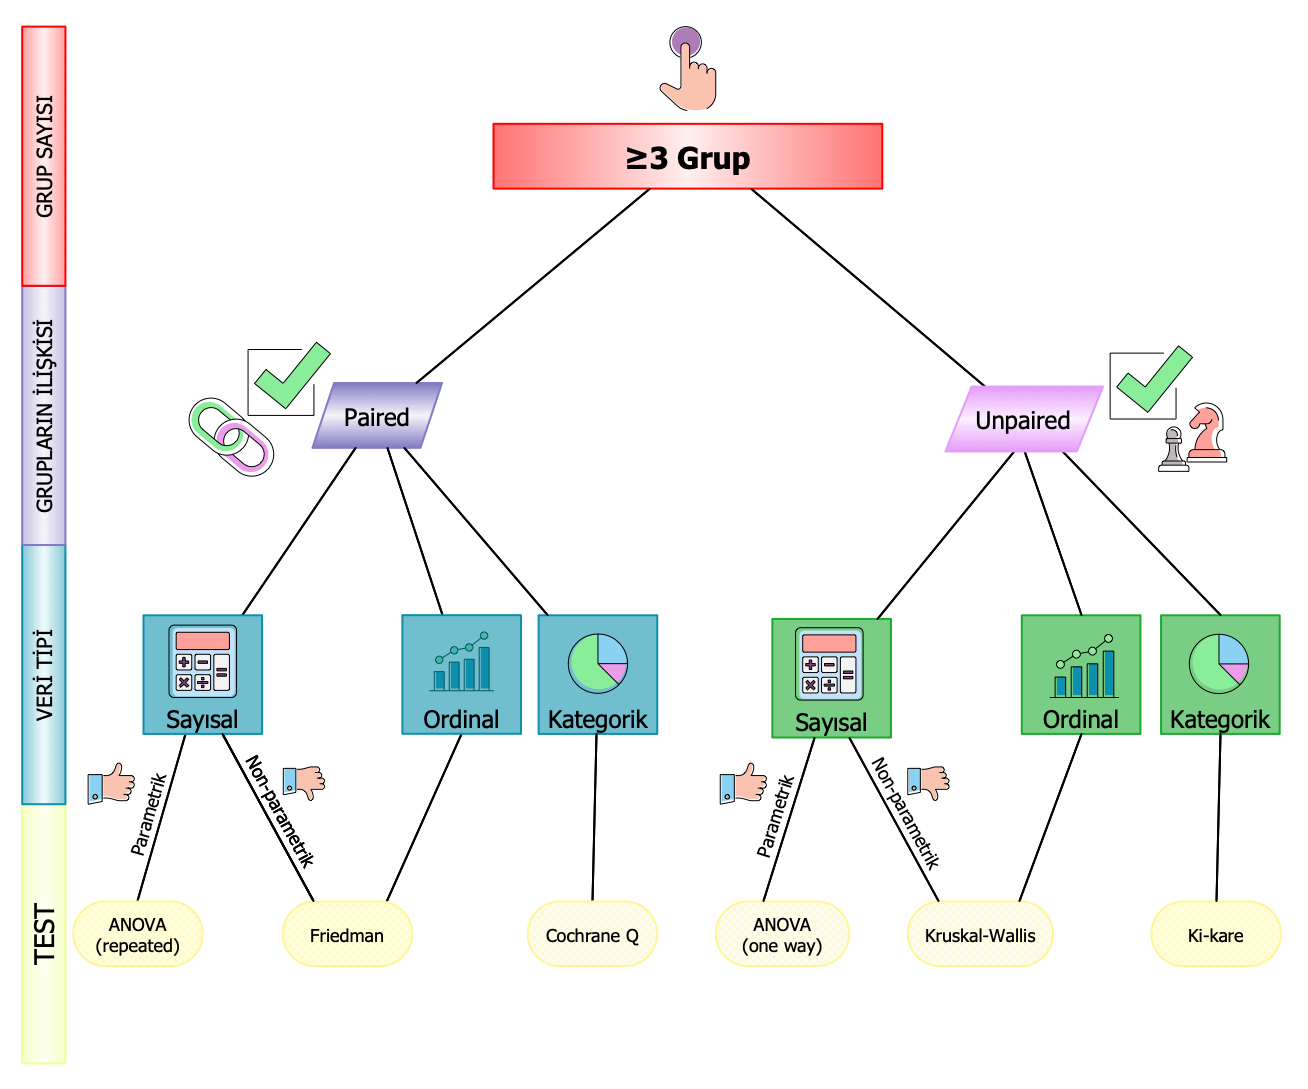 GRUP SAYISI
≥3 Grup
GRUPLARIN İLİŞKİSİ
Paired
Unpaired
VERİ TİPİ
Sayısal
Ordinal
Kategorik
Sayısal
Ordinal
Kategorik
Parametrik
Non-parametrik
Parametrik
Non-parametrik
TEST
ANOVA
(repeated)
Friedman
Cochrane Q
ANOVA
(one way)
Kruskal-Wallis
Ki-kare